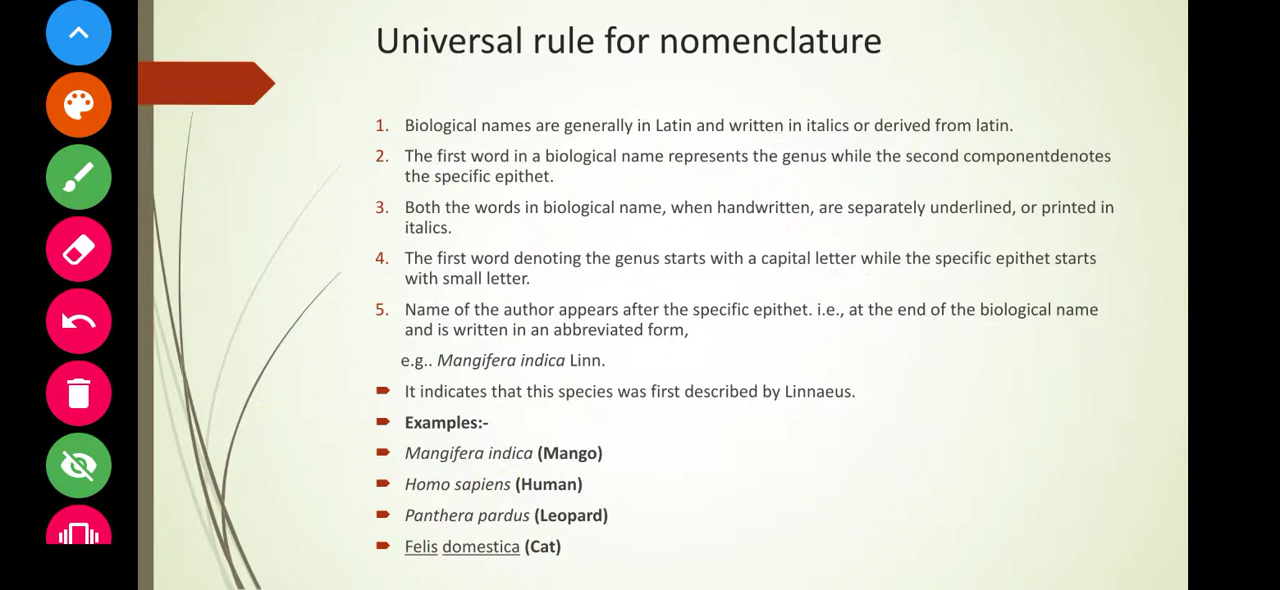 Universal rule for nomenclature
1. Biological names are generally in Latin and written in italics or derived from latin.
2. The first word in a biological name represents the genus while the second componentdenotes
the specific epithet.
3. Both the words in biological name, when handwritten, are separately underlined, or printed in
italics.
4. The first word denoting the genus starts with a capital letter while the specific epithet starts
with small letter.
5. Name of the author appears after the specific epithet. i.e., at the end of the biological name
and is written in an abbreviated form,
e.g.. Mangifera indica Linn.
It indicates that this species was first described by Linnaeus.
Examples:-
Mangifera indica (Mango)
Homo sapiens (Human)
Panthera pardus (Leopard)
Felis domestica (Cat)